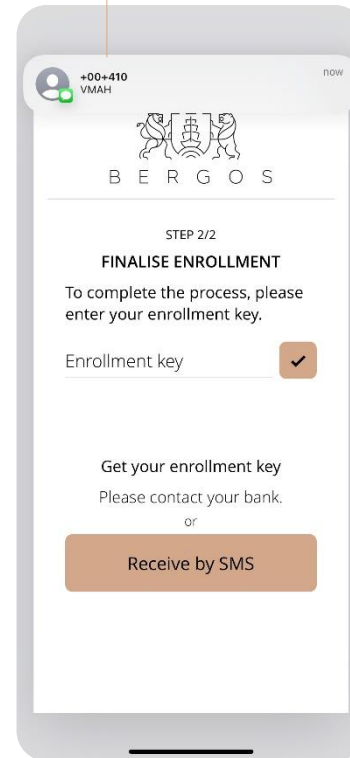 +00+410
now
VMAH
BERGOS
STEP 2/2
FINALISE ENROLLMENT
To complete the process, please
enter your enrollment key.
Enrollment key
Get your enrollment key
Please contact your bank.
or
Receive by SMS